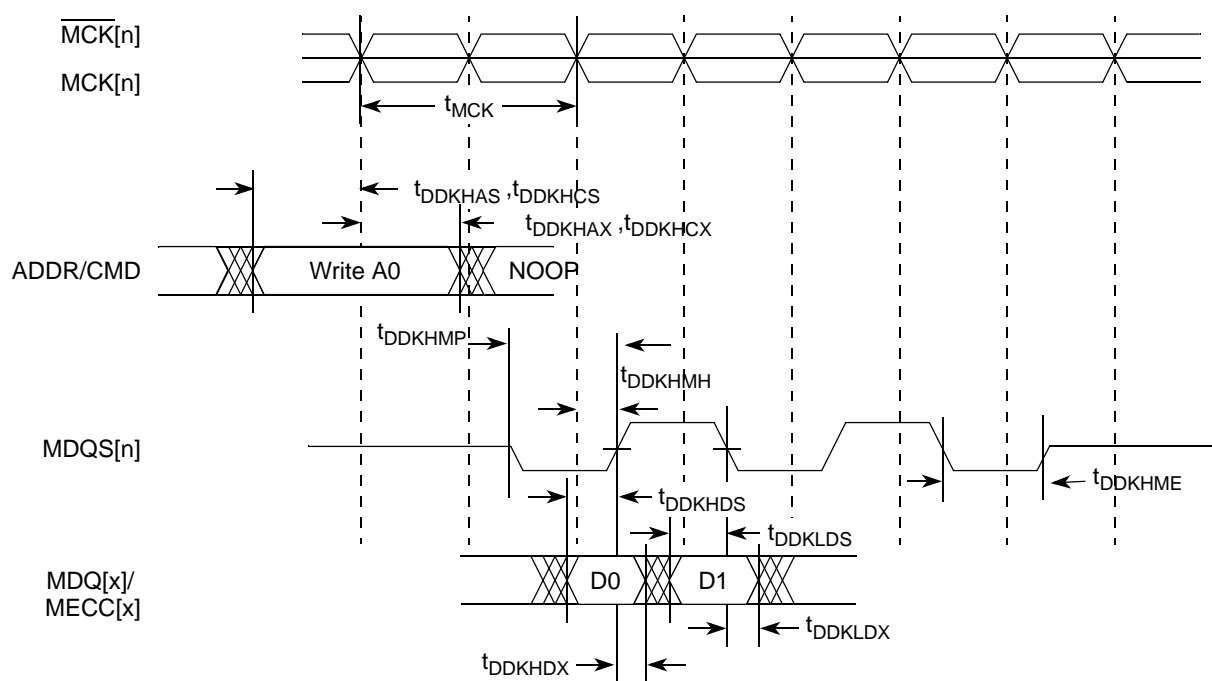 MCK[n]
MCK[n]
tMCK
tDDKHAS ,tDDKHCS
tDDKHAX ,tDDKHCX
ADDR/CMD
Write A0
NOOP
tDDKHMP
tDDKHMH
MDQS[n]
tDDKHME
tDDKHDS
tDDKLDS
MDQ[x]/
MECC[x]
D0
D1
tDDKLDX
tDDKHDX